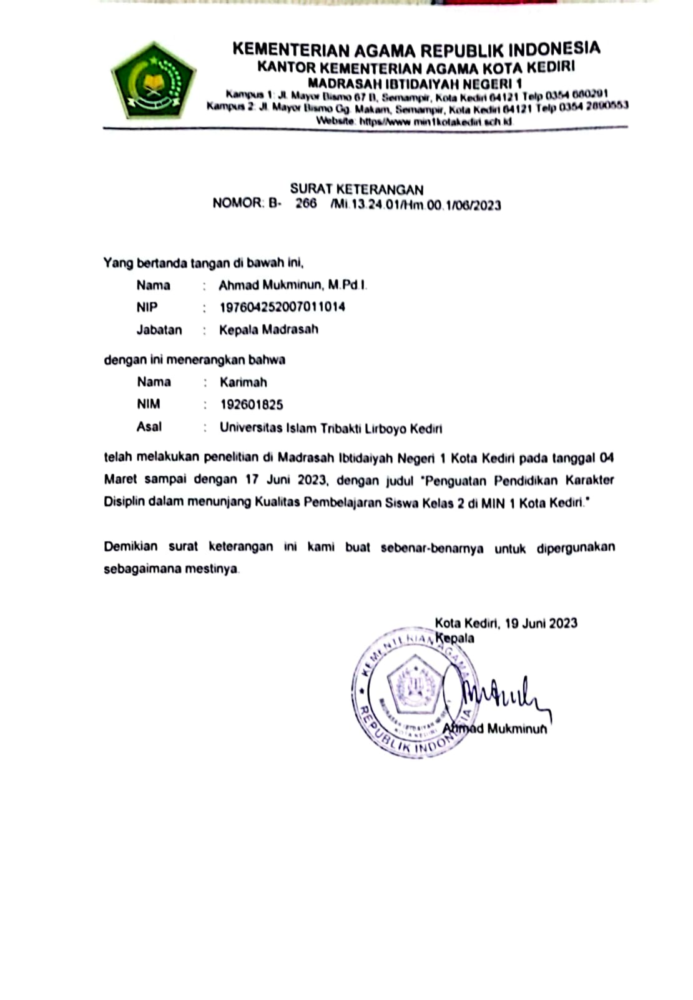 KEMENTERIAN AGAMA REPUBLIK INDONESIA
KANTOR KEMENTERIAN AGAMA KOTA KEDIRI
MADRASAH IBTIDAIYAH NEGERI 1
Kampus 1: Jl. Mayor Bismo 67 B, Semampir, Kota Kediri 64121 Telp 0354 680291
Kampus 2: Jl. Mayor Bismo Gg. Makam, Semampir, Kota Kediri 64121 Telp 0354 2890553
Website: https//www.min1kotakediri.sch.id
SURAT KETERANGAN
NOMOR: B- 266 /Mi.13.24.01/Hm.00.1/06/2023
Yang bertanda tangan di bawah ini,
Nama : Ahmad Mukminun, M.Pd.I.
NIP : 197604252007011014
Jabatan : Kepala Madrasah
dengan ini menerangkan bahwa
Nama : Karimah
NIM : 192601825
Asal : Universitas Islam Tribakti Lirboyo Kediri
telah melakukan penelitian di Madrasah Ibtidaiyah Negeri 1 Kota Kediri pada tanggal 04
Maret sampai dengan 17 Juni 2023, dengan judul "Penguatan Pendidikan Karakter
Disiplin dalam menunjang Kualitas Pembelajaran Siswa Kelas 2 di MIN 1 Kota Kediri."
Demikian surat keterangan ini kami buat sebenar-benarnya untuk dipergunakan
sebagaimana mestinya.
Kota Kediri, 19 Juni 2023
Kepala
KEMENTERIAN AGAMA
REPUBLIK INDONESIA
MADRASAH IBTIDAIYAH NEGERI 1
KOTA KEDIRI
Ahmad Mukminun